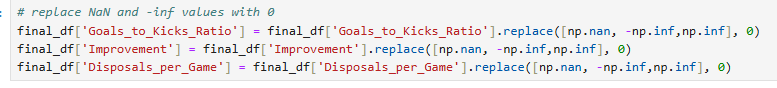 # replace NaN and -inf values with 0
final_df['Goals_to_Kicks_Ratio'] = final_df['Goals_to_Kicks_Ratio'].replace([np.nan, -np.inf,np.inf], 0)
final_df['Improvement'] = final_df['Improvement'].replace([np.nan, -np.inf,np.inf], 0)
final_df['Disposals_per_Game'] = final_df['Disposals_per_Game'].replace([np.nan, -np.inf,np.inf], 0)